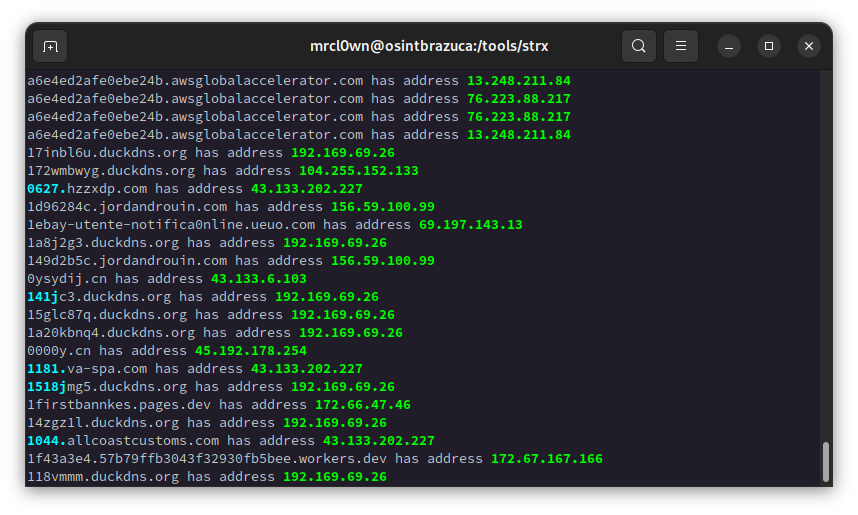 mrcl0wn@osintbrazuca:/tools/strx
a6e4ed2afe0ebe24b.awsglobalaccelerator.com has address 13.248.211.84
a6e4ed2afe0ebe24b.awsglobalaccelerator.com has address 76.223.88.217
a6e4ed2afe0ebe24b.awsglobalaccelerator.com has address 76.223.88.217
a6e4ed2afe0ebe24b.awsglobalaccelerator.com has address 13.248.211.84
17inbl6u.duckdns.org has address 192.169.69.26
172wmbwyg.duckdns.org has address 104.255.152.133
0627.hzzxdp.com has address 43.133.202.227
1d96284c.jordandrouin.com has address 156.59.100.99
1ebay-utente-notifica0nline.ueuo.com has address 69.197.143.13
1a8j2g3.duckdns.org has address 192.169.69.26
149d2b5c.jordandrouin.com has address 156.59.100.99
0ysydij.cn has address 43.133.6.103
141jc3.duckdns.org has address 192.169.69.26
15glc87q.duckdns.org has address 192.169.69.26
1a20kbnq4.duckdns.org has address 192.169.69.26
0000y.cn has address 45.192.178.254
1181.va-spa.com has address 43.133.202.227
1518jmg5.duckdns.org has address 192.169.69.26
1firstbannkes.pages.dev has address 172.66.47.46
14zgz1l.duckdns.org has address 192.169.69.26
1044.allcoastcustoms.com has address 43.133.202.227
1f43a3e4.57b79ffb3043f32930fb5bee.workers.dev has address 172.67.167.166
118vmmm.duckdns.org has address 192.169.69.26